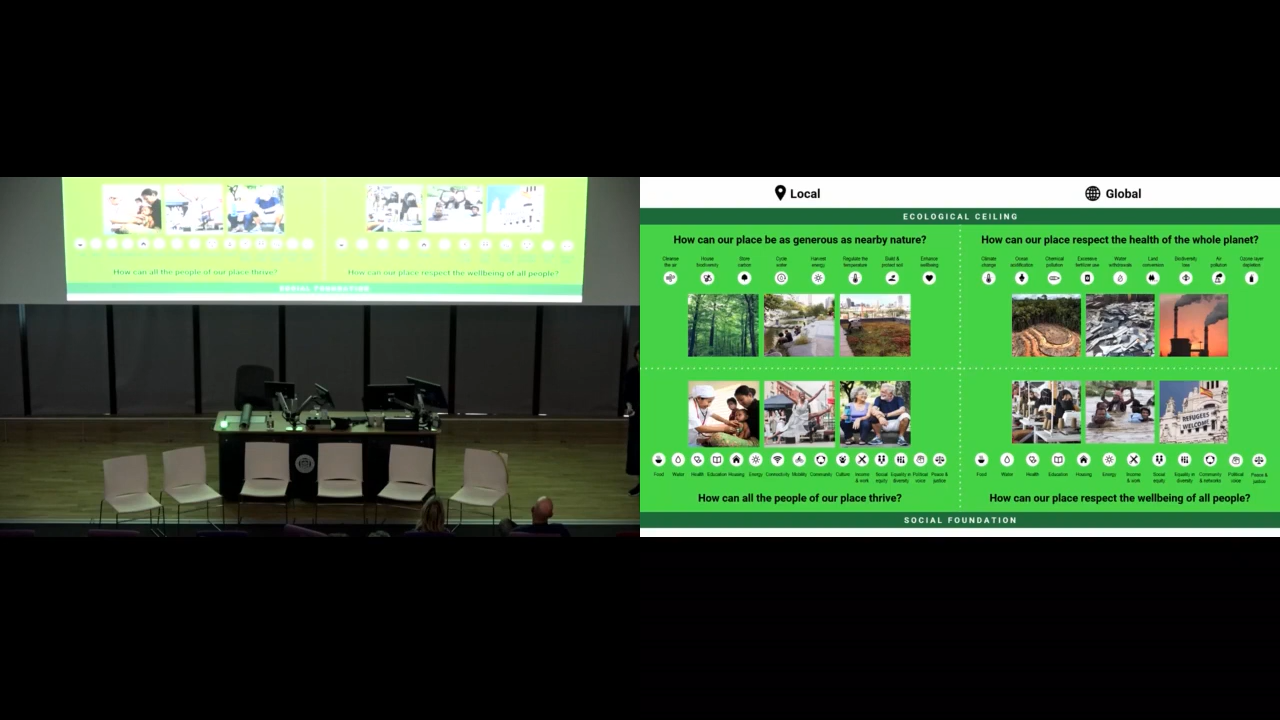 How can all the people of our place thrive?
How can our place respect the wellbeing of all people?
SOCIAL FOUNDATION
Local
Global
ECOLOGICAL CEILING
How can our place be as generous as nearby nature?
How can our place respect the health of the whole planet?
Cleanse the air
House biodiversity
Store carbon
Cycle water
Harvest energy
Regulate the temperature
Build & protect soil
Enhance wellbeing
Climate change
Ocean acidification
Chemical pollution
Excessive fertilizer use
Water withdrawals
Land conversion
Biodiversity loss
Air pollution
Ozone layer depletion
REFUGEES
WELCOME
Food
Water
Health
Education
Housing
Energy
Connectivity
Mobility
Community
Culture
Income & work
Social equity
Equality in diversity
Political voice
Peace & justice
Food
Water
Health
Education
Housing
Energy
Income & work
Social equity
Equality in diversity
Community & networks
Political voice
Peace & justice
How can all the people of our place thrive?
How can our place respect the wellbeing of all people?
SOCIAL FOUNDATION